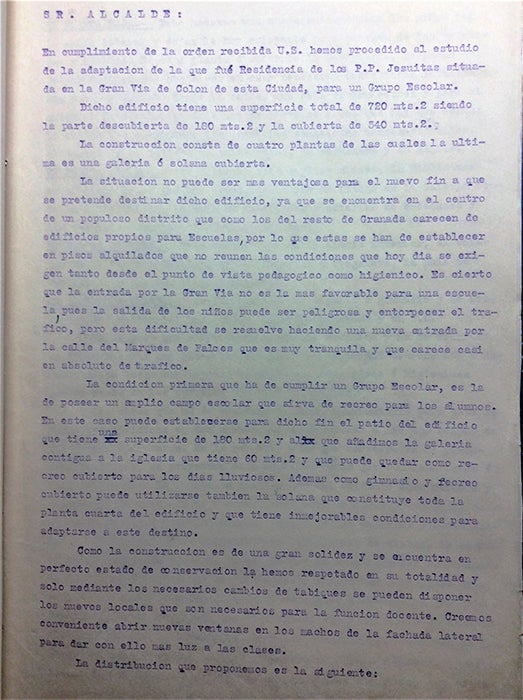 SR. ALCALDE:
En cumplimiento de la orden recibida U.S. hemos procedido al estudio
de la adaptacion de la que fué Residencia de los P.P. Jesuitas situa-
da en la Gran Via de Colon de esta Ciudad, para un Grupo Escolar.
Dicho edificio tiene una superficie total de 720 mts.2 siendo
la parte descubierta de 180 mts.2 y la cubierta de 540 mts.2.
La construccion consta de cuatro plantas de las cuales la ulti-
ma es una galeria ó solana cubierta.
La situacion no puede ser mas ventajosa para el nuevo fin a que
se pretende destinar dicho edificio, ya que se encuentra en el centro
de un populoso distrito que como los del resto de Granada carecen de
edificios propios para Escuelas, por lo que estas se han de establecer
en pisos alquilados que no reunen las condiciones que hoy dia se exi-
gen tanto desde el punto de vista pedagogico como higienico. Es cierto
que la entrada por la Gran Via no es la mas favorable para una escue-
la, pues la salida de los niños puede ser peligrosa y entorpecer el tra-
fico, pero esta dificultad se resuelve haciendo una nueva entrada por
la calle del Marques de Falces que es muy tranquila y que carece casi
en absoluto de trafico.
La condicion primera que ha de cumplir un Grupo Escolar, es la
de poseer un amplio campo escolar que sirva de recreo para los alumnos.
En este caso puede establecerse para dicho fin el patio del edificio
que tiene una superficie de 180 mts.2 y al que añadimos la galeria
contigua a la iglesia que tiene 60 mts.2 y que puede quedar como re-
creo cubierto para los dias lluviosos. Ademas como gimnasio y recreo
cubierto puede utilizarse tambien la solana que constituye toda la
planta cuarta del edificio y que tiene inmejorables condiciones para
adaptarse a este destino.
Como la construccion es de una gran solidez y se encuentra en
perfecto estado de conservacion la hemos respetado en su totalidad y
solo mediante los necesarios cambios de tabiques se pueden disponer
los nuevos locales que son necesarios para la funcion docente. Creemos
conveniente abrir nuevas ventanas en los machos de la fachada lateral
para dar con ello mas luz a las clases.
La distribucion que proponemos es la siguiente: